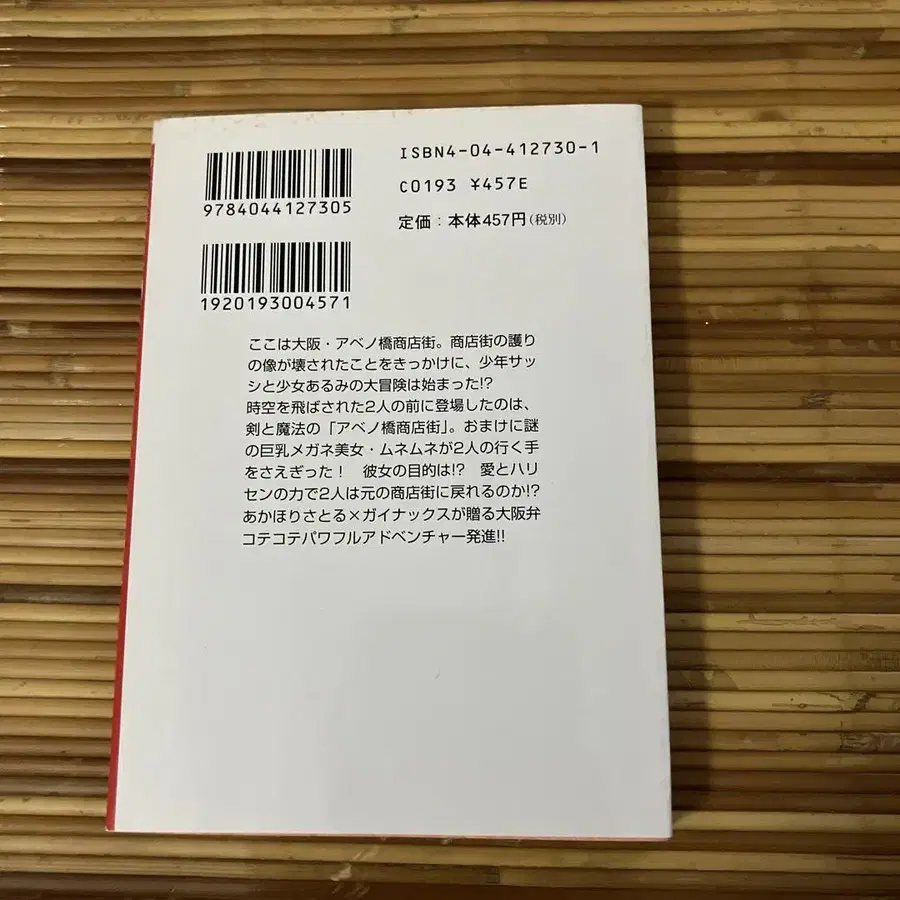 ISBN4-04-412730-1
C0193 ¥457E
定価：本体457円（税別）
9784044127305
1920193004571
ここは大阪・アベノ橋商店街。商店街の護り
の像が壊されたことをきっかけに、少年サッ
シと少女あるみの大冒険は始まった!?
時空を飛ばされた2人の前に登場したのは、
剣と魔法の「アベノ橋商店街」。おまけに謎
の巨乳メガネ美女・ムネムネが2人の行く手
をさえぎった！　彼女の目的は!?　愛とハリ
センの力で2人は元の商店街に戻れるのか!?
あかほりさとる×ガイナックスが贈る大阪弁
コテコテパワフルアドベンチャー発進!!